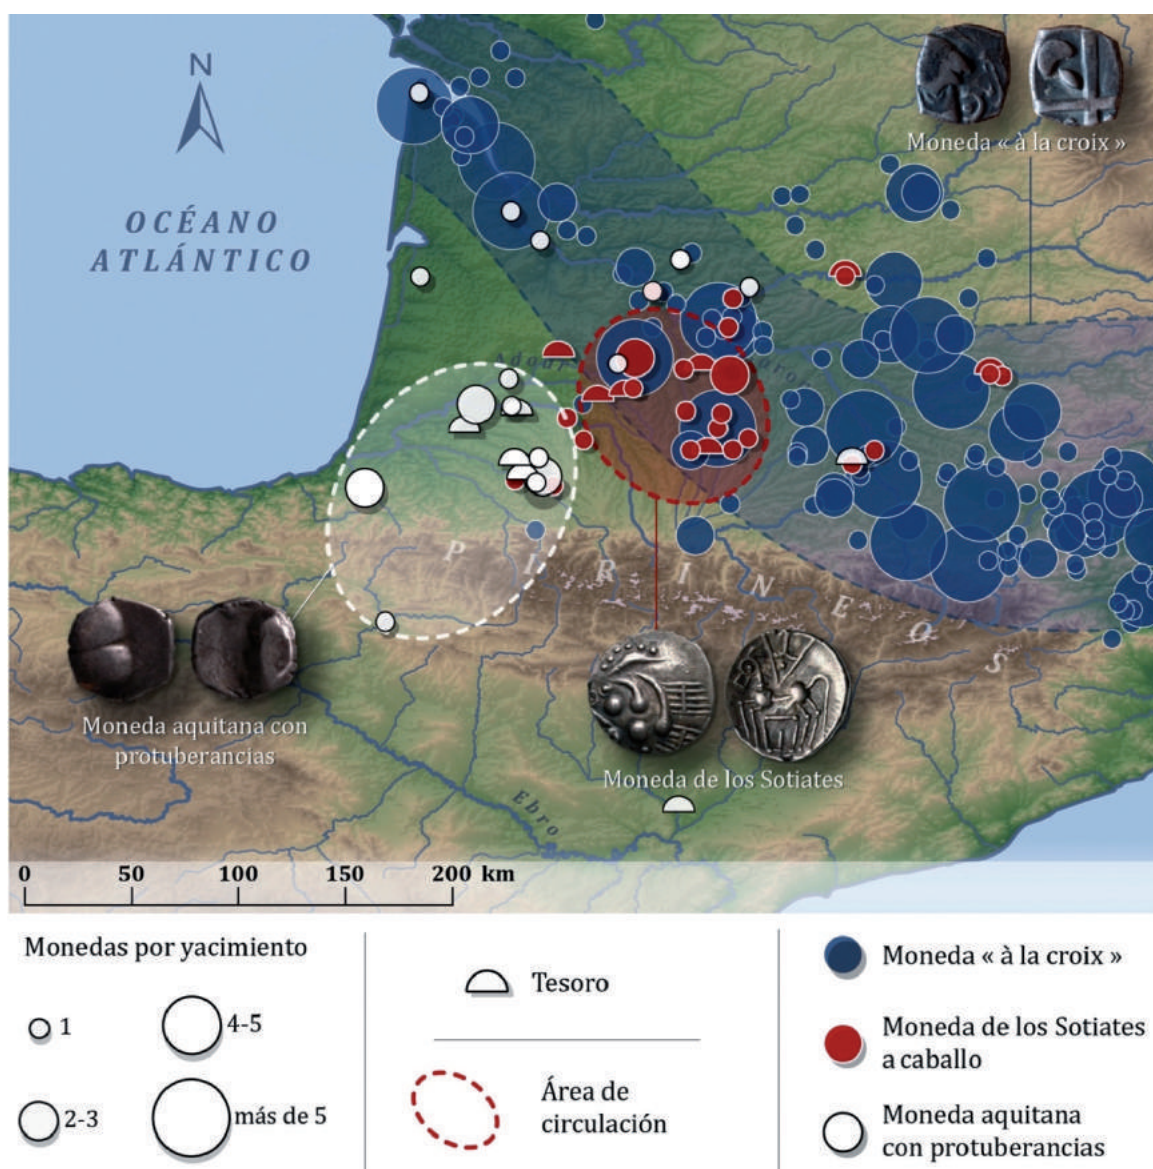 N
OCÉANO
ATLÁNTICO
Moneda « à la croix »
Adour
PIRINEOS
Moneda aquitana con
protuberancias
Moneda de los Sotiates
Ebro
0 50 100 150 200 km
Monedas por yacimiento
1
4-5
2-3
más de 5
Tesoro
Área de
circulación
Moneda « à la croix »
Moneda de los Sotiates
a caballo
Moneda aquitana
con protuberancias